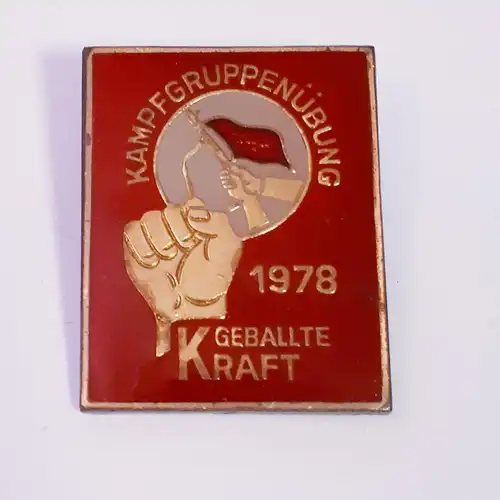 KAMPFGRUPPENÜBUNG
1978
GEBALLTE
KRAFT